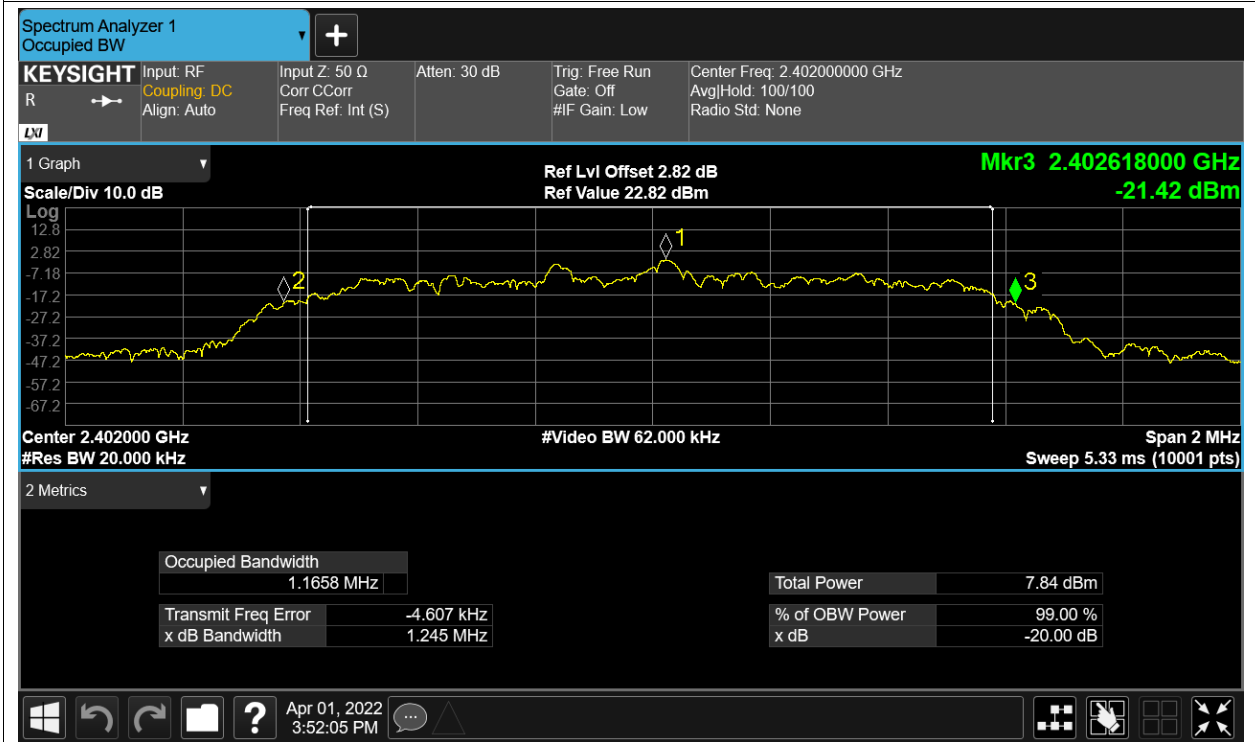 Spectrum Analyzer 1
Occupied BW
KEYSIGHT Input: RF Input Z: 50 Ω Atten: 30 dB Trig: Free Run Center Freq: 2.402000000 GHz
R Coupling: DC Corr CCorr Gate: Off Avg|Hold: 100/100
Align: Auto Freq Ref: Int (S) #IF Gain: Low Radio Std: None
LXI
1 Graph Ref Lvl Offset 2.82 dB Mkr3 2.402618000 GHz
Scale/Div 10.0 dB Ref Value 22.82 dBm -21.42 dBm
Log
12.8
1
2.82
-7.18
2 3
-17.2
-27.2
-37.2
-47.2
-57.2
-67.2
Center 2.402000 GHz #Video BW 62.000 kHz Span 2 MHz
#Res BW 20.000 kHz Sweep 5.33 ms (10001 pts)
2 Metrics
Occupied Bandwidth
1.1658 MHz Total Power 7.84 dBm
Transmit Freq Error -4.607 kHz % of OBW Power 99.00 %
x dB Bandwidth 1.245 MHz x dB -20.00 dB
? Apr 01, 2022
3:52:05 PM